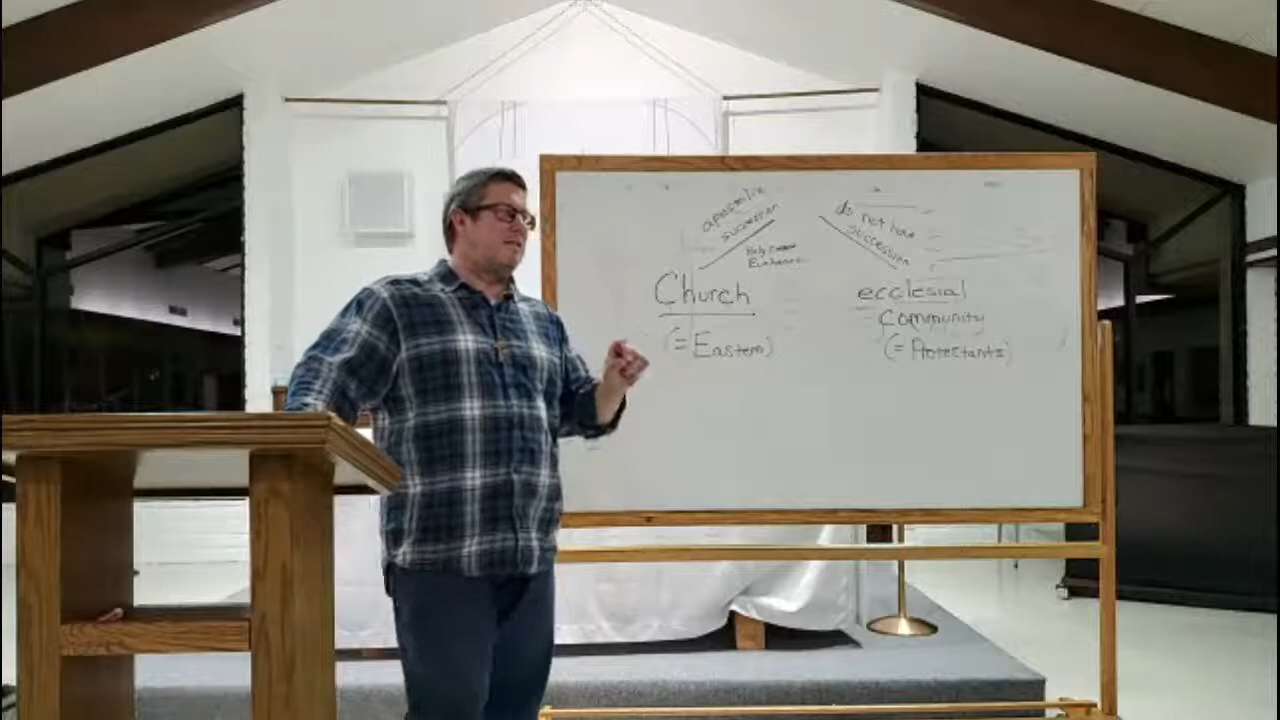 apostolic
succession
Holy Orders
Eucharist
Church
(= Eastern)
do not have
succession
ecclesial
Community
(= Protestants)